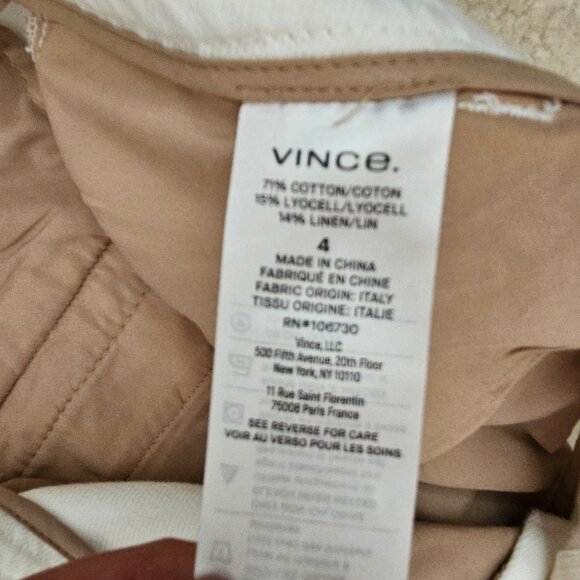 VINCE.
71% COTTON/COTON
15% LYOCELL/LYOCELL
14% LINEN/LIN
4
MADE IN CHINA
FABRIQUÉ EN CHINE
FABRIC ORIGIN: ITALY
TISSU ORIGINE: ITALIE
RN#106730
Vince, LLC
500 Fifth Avenue, 20th Floor
New York, NY 10110
11 Rue Saint Florentin
75008 Paris France
SEE REVERSE FOR CARE
VOIR AU VERSO POUR LES SOINS